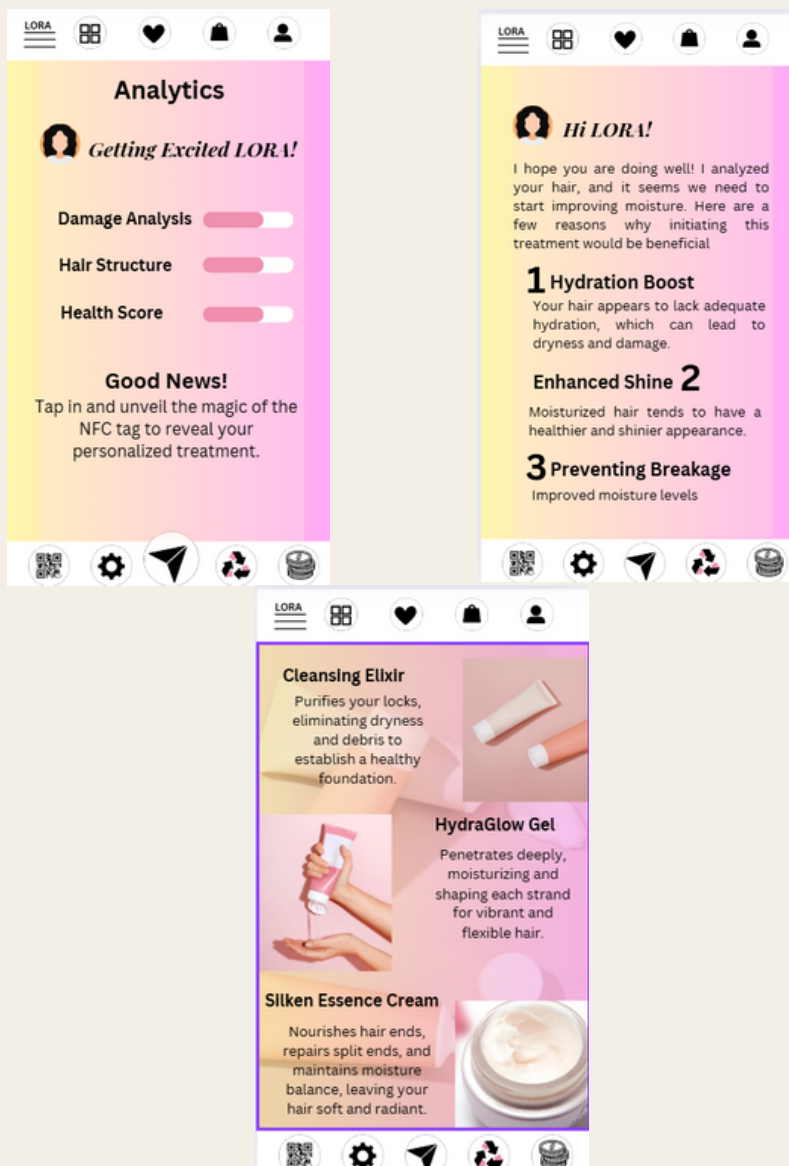 LORA
Analytics
Getting Excited LORA!
Damage Analysis
Hair Structure
Health Score
Good News!
Tap in and unveil the magic of the
NFC tag to reveal your
personalized treatment.
LORA
Hi LORA!
I hope you are doing well! I analyzed
your hair, and it seems we need to
start improving moisture. Here are a
few reasons why initiating this
treatment would be beneficial
1 Hydration Boost
Your hair appears to lack adequate
hydration, which can lead to
dryness and damage.
Enhanced Shine 2
Moisturized hair tends to have a
healthier and shinier appearance.
3 Preventing Breakage
Improved moisture levels
LORA
Cleansing Elixir
Purifies your locks,
eliminating dryness
and debris to
establish a healthy
foundation.
HydraGlow Gel
Penetrates deeply,
moisturizing and
shaping each strand
for vibrant and
flexible hair.
Silken Essence Cream
Nourishes hair ends,
repairs split ends, and
maintains moisture
balance, leaving your
hair soft and radiant.